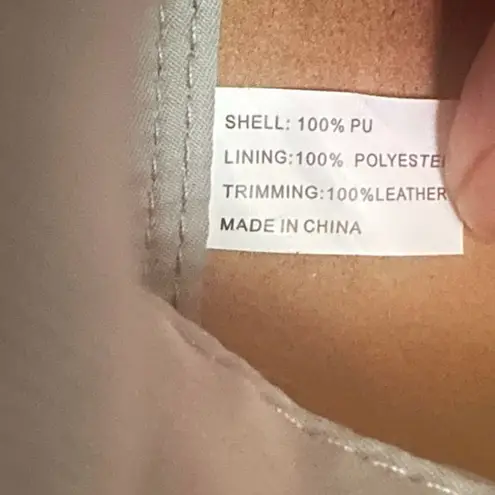 SHELL: 100% PU
LINING:100% POLYESTE
TRIMMING:100%LEATHER
MADE IN CHINA